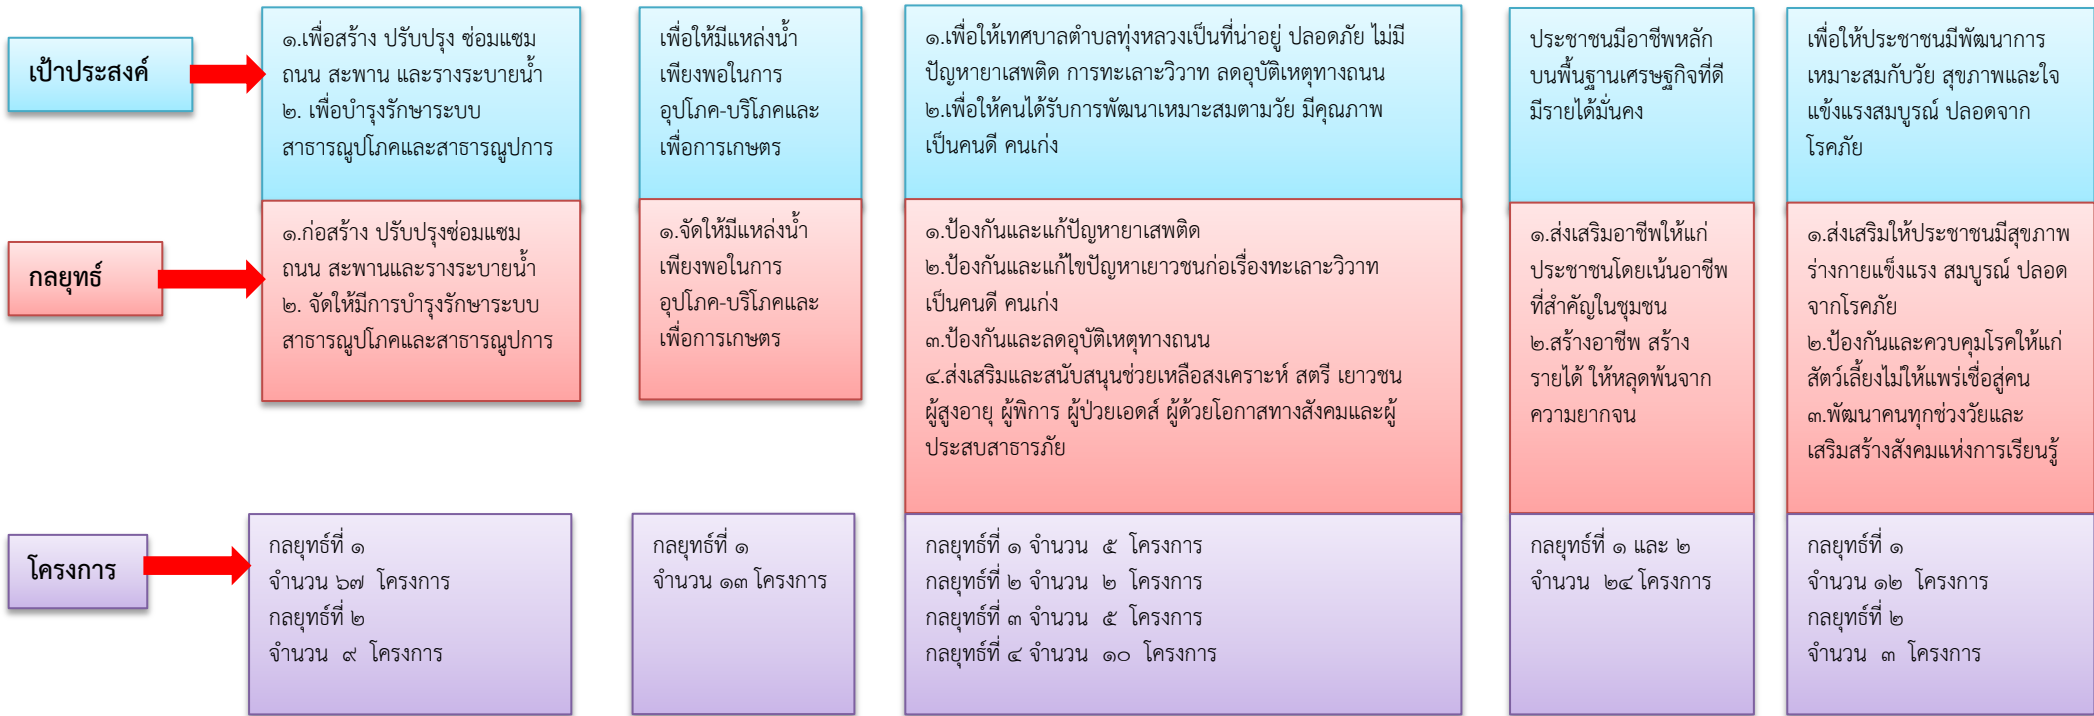 เป้าประสงค์
๑.เพื่อสร้าง ปรับปรุง ซ่อมแซม
ถนน สะพาน และรางระบายน้ำ
๒. เพื่อบำรุงรักษาระบบ
สาธารณูปโภคและสาธารณูปการ
เพื่อให้มีแหล่งน้ำ
เพียงพอในการ
อุปโภค-บริโภคและ
เพื่อการเกษตร
๑.เพื่อให้เทศบาลตำบลทุ่งหลวงเป็นที่น่าอยู่ ปลอดภัย ไม่มี
ปัญหายาเสพติด การทะเลาะวิวาท ลดอุบัติเหตุทางถนน
๒.เพื่อให้คนได้รับการพัฒนาเหมาะสมตามวัย มีคุณภาพ
เป็นคนดี คนเก่ง
ประชาชนมีอาชีพหลัก
บนพื้นฐานเศรษฐกิจที่ดี
มีรายได้มั่นคง
เพื่อให้ประชาชนมีพัฒนาการ
เหมาะสมกับวัย สุขภาพและใจ
แข้งแรงสมบูรณ์ ปลอดจาก
โรคภัย
กลยุทธ์
๑.ก่อสร้าง ปรับปรุงซ่อมแซม
ถนน สะพานและรางระบายน้ำ
๒. จัดให้มีการบำรุงรักษาระบบ
สาธารณูปโภคและสาธารณูปการ
๑.จัดให้มีแหล่งน้ำ
เพียงพอในการ
อุปโภค-บริโภคและ
เพื่อการเกษตร
๑.ป้องกันและแก้ปัญหายาเสพติด
๒.ป้องกันและแก้ไขปัญหาเยาวชนก่อเรื่องทะเลาะวิวาท
เป็นคนดี คนเก่ง
๓.ป้องกันและลดอุบัติเหตุทางถนน
๔.ส่งเสริมและสนับสนุนช่วยเหลือสงเคราะห์ สตรี เยาวชน
ผู้สูงอายุ ผู้พิการ ผู้ป่วยเอดส์ ผู้ด้วยโอกาสทางสังคมและผู้
ประสบสาธารภัย
๑.ส่งเสริมอาชีพให้แก่
ประชาชนโดยเน้นอาชีพ
ที่สำคัญในชุมชน
๒.สร้างอาชีพ สร้าง
รายได้ ให้หลุดพ้นจาก
ความยากจน
๑.ส่งเสริมให้ประชาชนมีสุขภาพ
ร่างกายแข็งแรง สมบูรณ์ ปลอด
จากโรคภัย
๒.ป้องกันและควบคุมโรคให้แก่
สัตว์เลี้ยงไม่ให้แพร่เชื่อสู่คน
๓.พัฒนาคนทุกช่วงวัยและ
เสริมสร้างสังคมแห่งการเรียนรู้
โครงการ
กลยุทธ์ที่ ๑
จำนวน ๖๗ โครงการ
กลยุทธ์ที่ ๒
จำนวน ๙ โครงการ
กลยุทธ์ที่ ๑
จำนวน ๑๓ โครงการ
กลยุทธ์ที่ ๑ จำนวน ๕ โครงการ
กลยุทธ์ที่ ๒ จำนวน ๒ โครงการ
กลยุทธ์ที่ ๓ จำนวน ๕ โครงการ
กลยุทธ์ที่ ๔ จำนวน ๑๐ โครงการ
กลยุทธ์ที่ ๑ และ ๒
จำนวน ๒๔ โครงการ
กลยุทธ์ที่ ๑
จำนวน ๑๒ โครงการ
กลยุทธ์ที่ ๒
จำนวน ๓ โครงการ